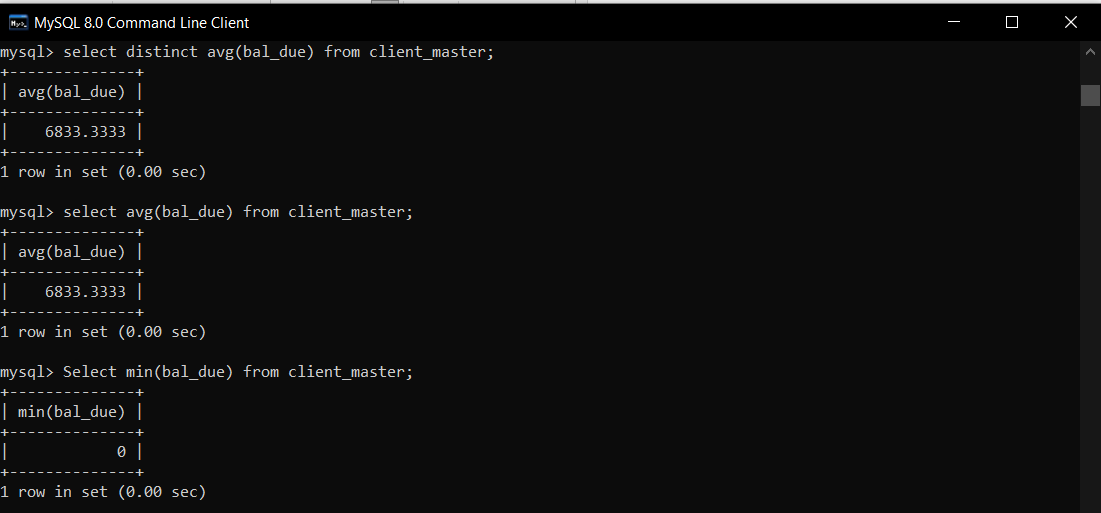 MySQL 8.0 Command Line Client
mysql> select distinct avg(bal_due) from client_master;
+--------------+
| avg(bal_due) |
+--------------+
|    6833.3333 |
+--------------+
1 row in set (0.00 sec)
mysql> select avg(bal_due) from client_master;
+--------------+
| avg(bal_due) |
+--------------+
|    6833.3333 |
+--------------+
1 row in set (0.00 sec)
mysql> Select min(bal_due) from client_master;
+--------------+
| min(bal_due) |
+--------------+
|            0 |
+--------------+
1 row in set (0.00 sec)